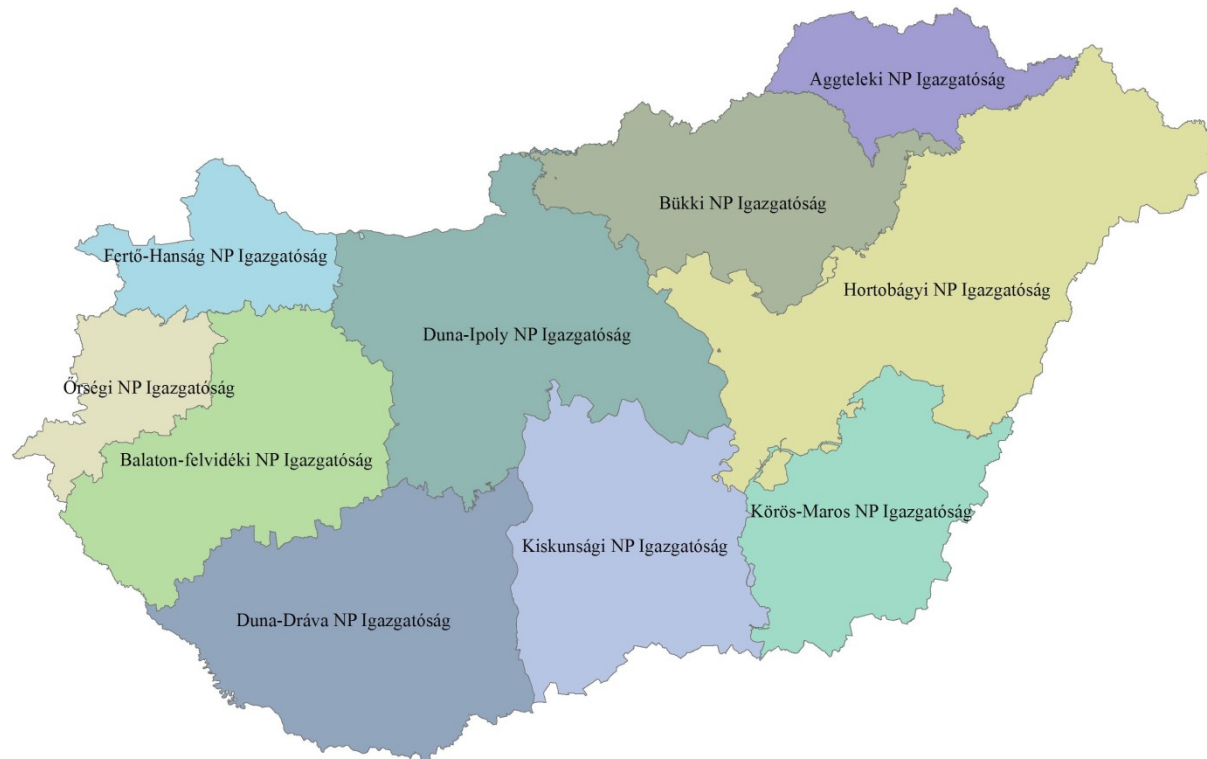 Aggteleki NP Igazgatóság
Bükki NP Igazgatóság
Fertő-Hanság NP Igazgatóság
Hortobágyi NP Igazgatóság
Duna-Ipoly NP Igazgatóság
Őrségi NP Igazgatóság
Balaton-felvidéki NP Igazgatóság
Körös-Maros NP Igazgatóság
Kiskunsági NP Igazgatóság
Duna-Dráva NP Igazgatóság